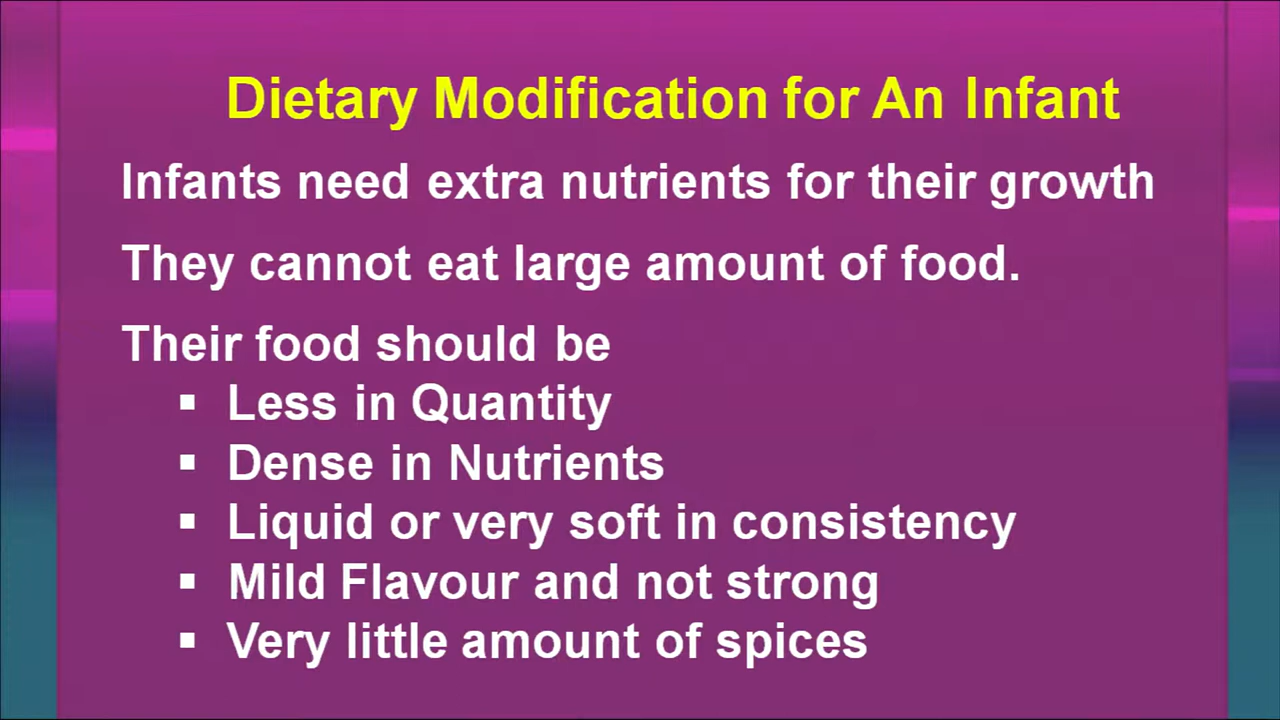 Dietary Modification for An Infant
Infants need extra nutrients for their growth
They cannot eat large amount of food.
Their food should be
▪ Less in Quantity
▪ Dense in Nutrients
▪ Liquid or very soft in consistency
▪ Mild Flavour and not strong
▪ Very little amount of spices